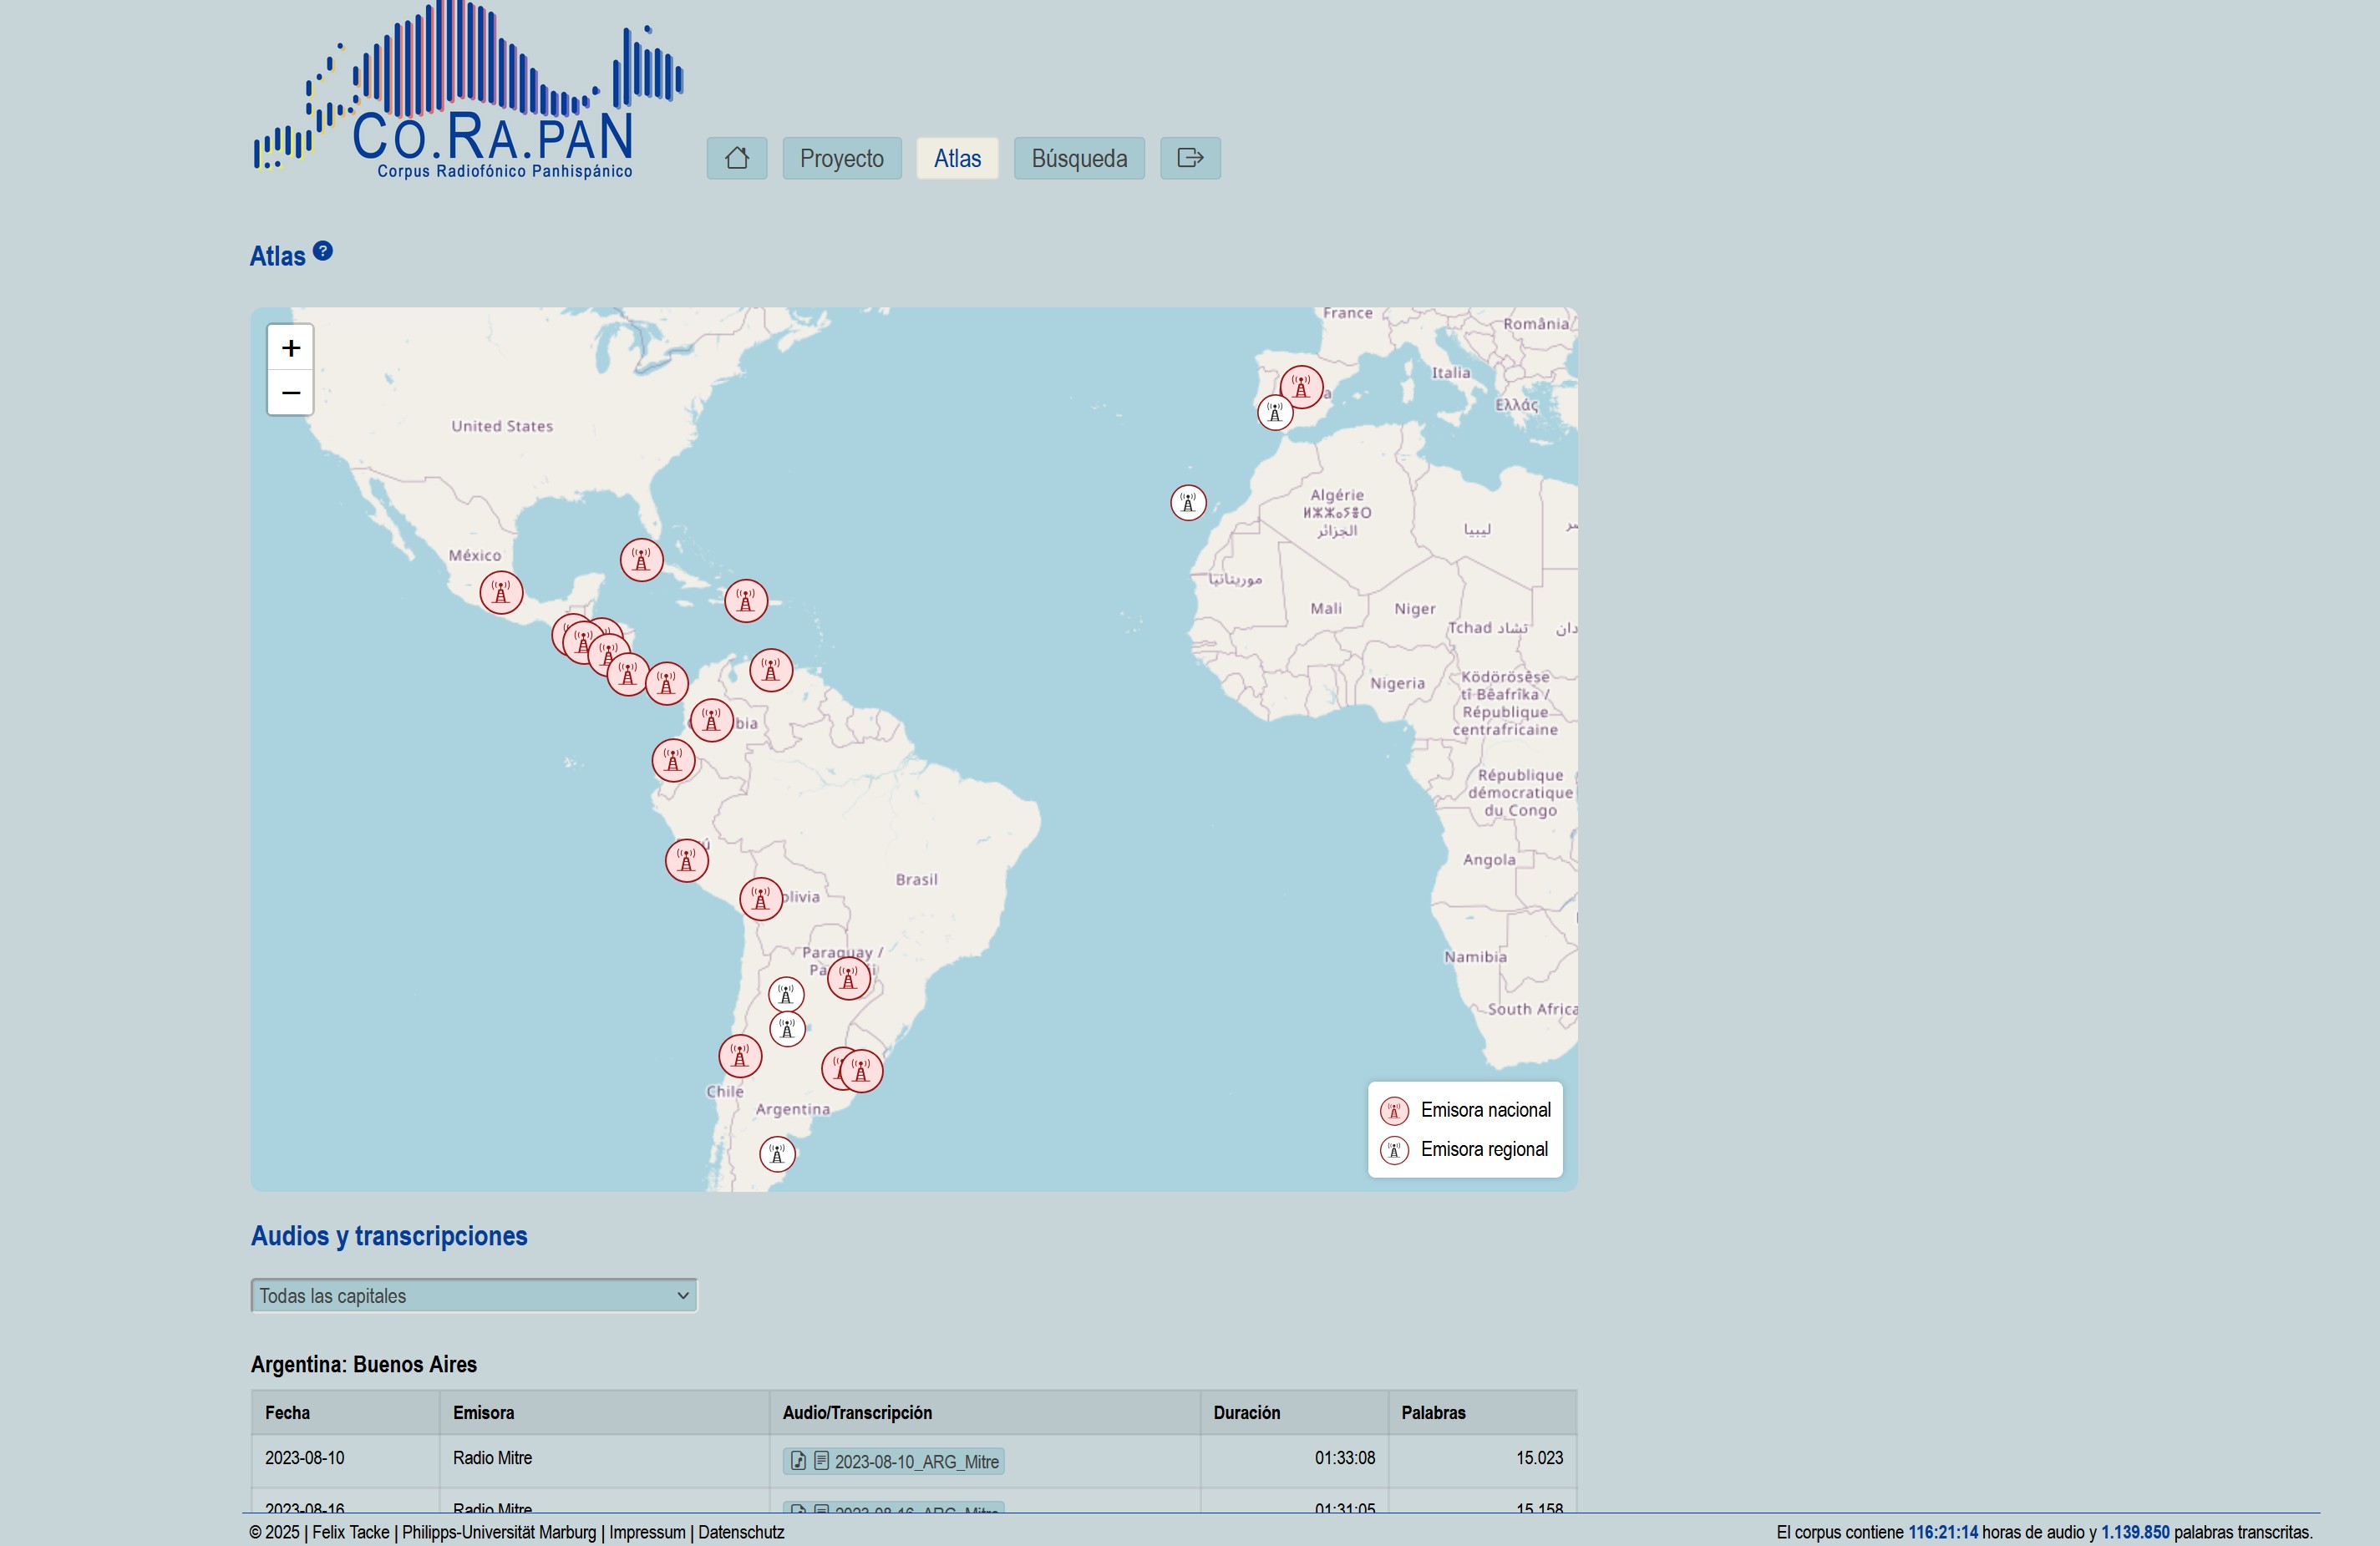 CO.RA.PAN
Corpus Radiofónico Panhispánico
Proyecto
Atlas
Búsqueda
Atlas ?
+
−
France
România
Italia
Ελλάς
United States
México
Algérie
ⵍⵣⵣⴰⵢⴻⵔ
الجزائر
ليبيا
موريتانيا
Mali
Niger
Tchad تشاد
Nigeria
Ködörösêse
tî Bêafrîka /
République
centrafricaine
République
démocratique
du Congo
Angola
Brasil
Namibia
Paraguay /
South Africa
Chile
Argentina
Emisora nacional
Emisora regional
Audios y transcripciones
Todas las capitales
Argentina: Buenos Aires
Fecha Emisora Audio/Transcripción Duración Palabras
2023-08-10 Radio Mitre 2023-08-10_ARG_Mitre 01:33:08 15.023
2023-08-16 Radio Mitre 2023-08-16_ARG_Mitre 01:31:05 15.158
© 2025 | Felix Tacke | Philipps-Universität Marburg | Impressum | Datenschutz
El corpus contiene 116:21:14 horas de audio y 1.139.850 palabras transcritas.